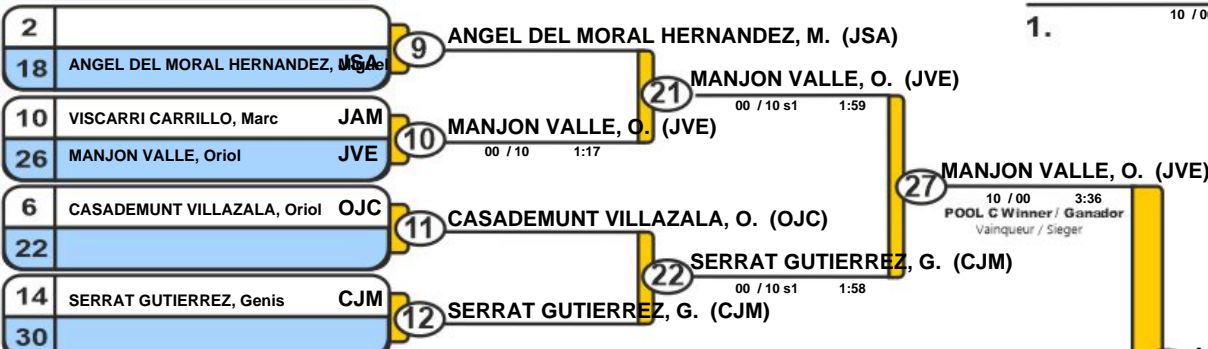 10 / 00
1.
2
18 ANGEL DEL MORAL HERNANDEZ, Miguel JSA
9 ANGEL DEL MORAL HERNANDEZ, M. (JSA)
21 MANJON VALLE, O. (JVE)
00 / 10 s1 1:59
10 VISCARRI CARRILLO, Marc JAM
26 MANJON VALLE, Oriol JVE
10 MANJON VALLE, O. (JVE)
00 / 10 1:17
27 MANJON VALLE, O. (JVE)
10 / 00 3:36
POOL C Winner / Ganador
Vainqueur / Sieger
6 CASADEMUNT VILLAZALA, Oriol OJC
22
11 CASADEMUNT VILLAZALA, O. (OJC)
22 SERRAT GUTIERREZ, G. (CJM)
00 / 10 s1 1:58
14 SERRAT GUTIERREZ, Genis CJM
30
12 SERRAT GUTIERREZ, G. (CJM)